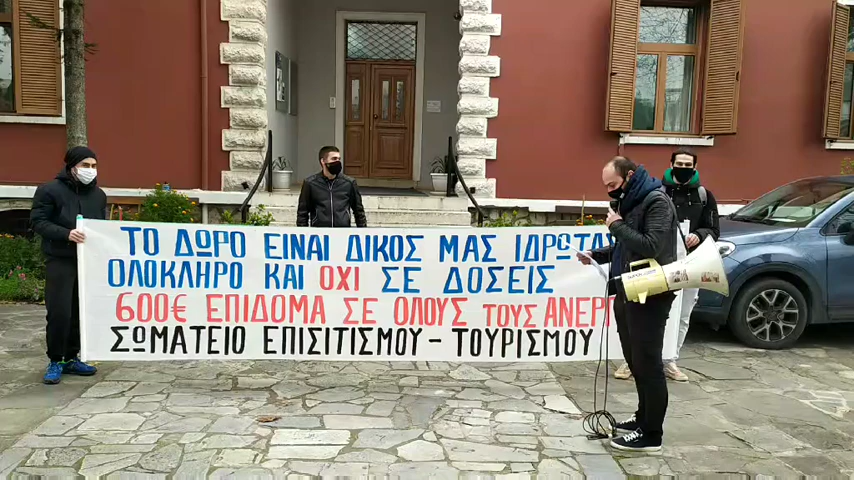 ΤΟ ΔΩΡΟ ΕΙΝΑΙ ΔΙΚΟΣ ΜΑΣ ΙΔΡΩΤΑΣ
ΟΛΟΚΛΗΡΟ ΚΑΙ ΟΧΙ ΣΕ ΔΟΣΕΙΣ
600€ ΕΠΙΔΟΜΑ ΣΕ ΟΛΟΥΣ ΤΟΥΣ
ΣΩΜΑΤΕΙΟ ΕΠΙΣΙΤΙΣΜΟΥ - ΤΟΥΡΙΣΜΟΥ